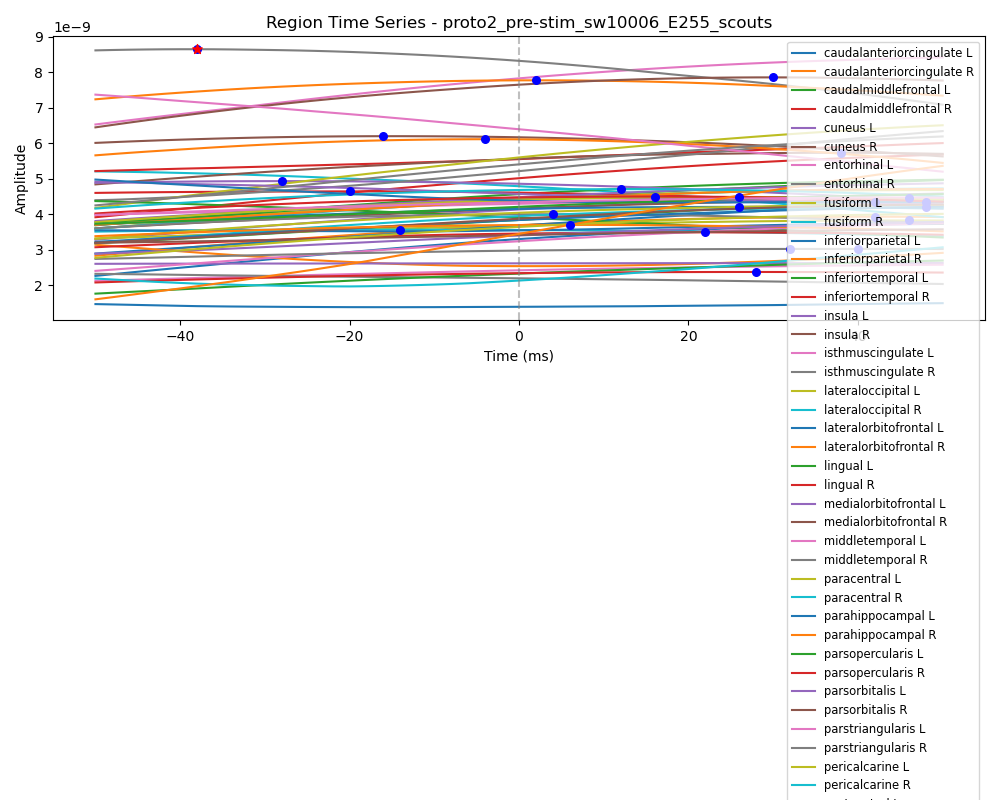 Region Time Series - proto2_pre-stim_sw10006_E255_scouts
1e−9
9
8
7
6
5
4
3
2
Amplitude
−40
−20
0
20
Time (ms)
caudalanteriorcingulate L
caudalanteriorcingulate R
caudalmiddlefrontal L
caudalmiddlefrontal R
cuneus L
cuneus R
entorhinal L
entorhinal R
fusiform L
fusiform R
inferiorparietal L
inferiorparietal R
inferiortemporal L
inferiortemporal R
insula L
insula R
isthmuscingulate L
isthmuscingulate R
lateraloccipital L
lateraloccipital R
lateralorbitofrontal L
lateralorbitofrontal R
lingual L
lingual R
medialorbitofrontal L
medialorbitofrontal R
middletemporal L
middletemporal R
paracentral L
paracentral R
parahippocampal L
parahippocampal R
parsopercularis L
parsopercularis R
parsorbitalis L
parsorbitalis R
parstriangularis L
parstriangularis R
pericalcarine L
pericalcarine R